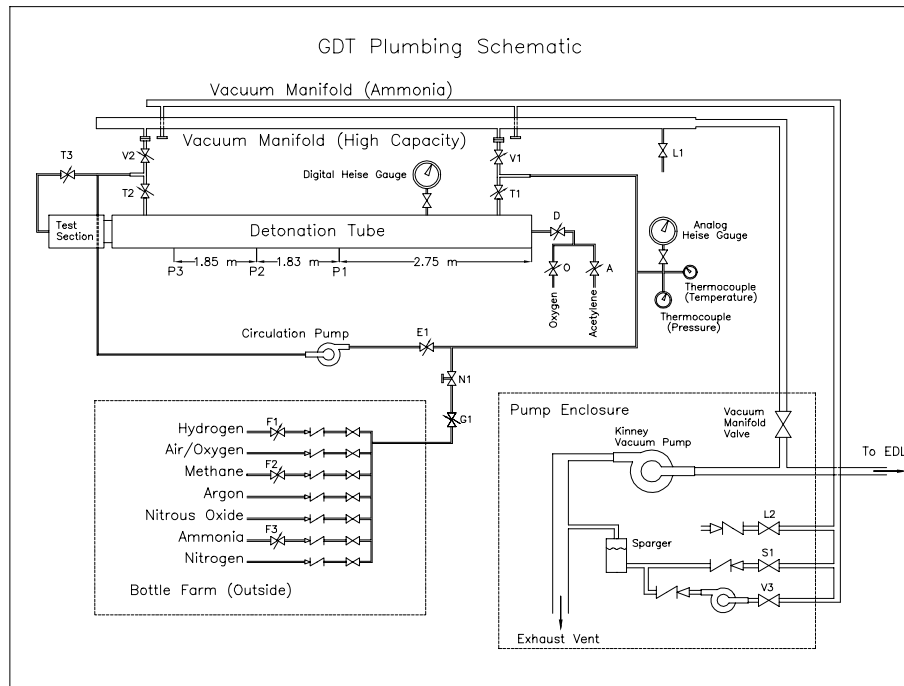 GDT Plumbing Schematic
Vacuum Manifold (Ammonia)
Vacuum Manifold (High Capacity)
T3
V2
V1
L1
T2
Digital Heise Gauge
T1
Test
Section
Detonation Tube
D
Analog
Heise Gauge
P3
1.85 m
P2
1.83 m
P1
2.75 m
O
A
Oxygen
Acetylene
Thermocouple
(Temperature)
Thermocouple
(Pressure)
Circulation Pump
E1
N1
G1
Hydrogen
F1
Air/Oxygen
Methane
F2
Argon
Nitrous Oxide
Ammonia
F3
Nitrogen
Bottle Farm (Outside)
Pump Enclosure
Kinney
Vacuum Pump
Vacuum
Manifold
Valve
To EDL
L2
Sparger
S1
V3
Exhaust Vent